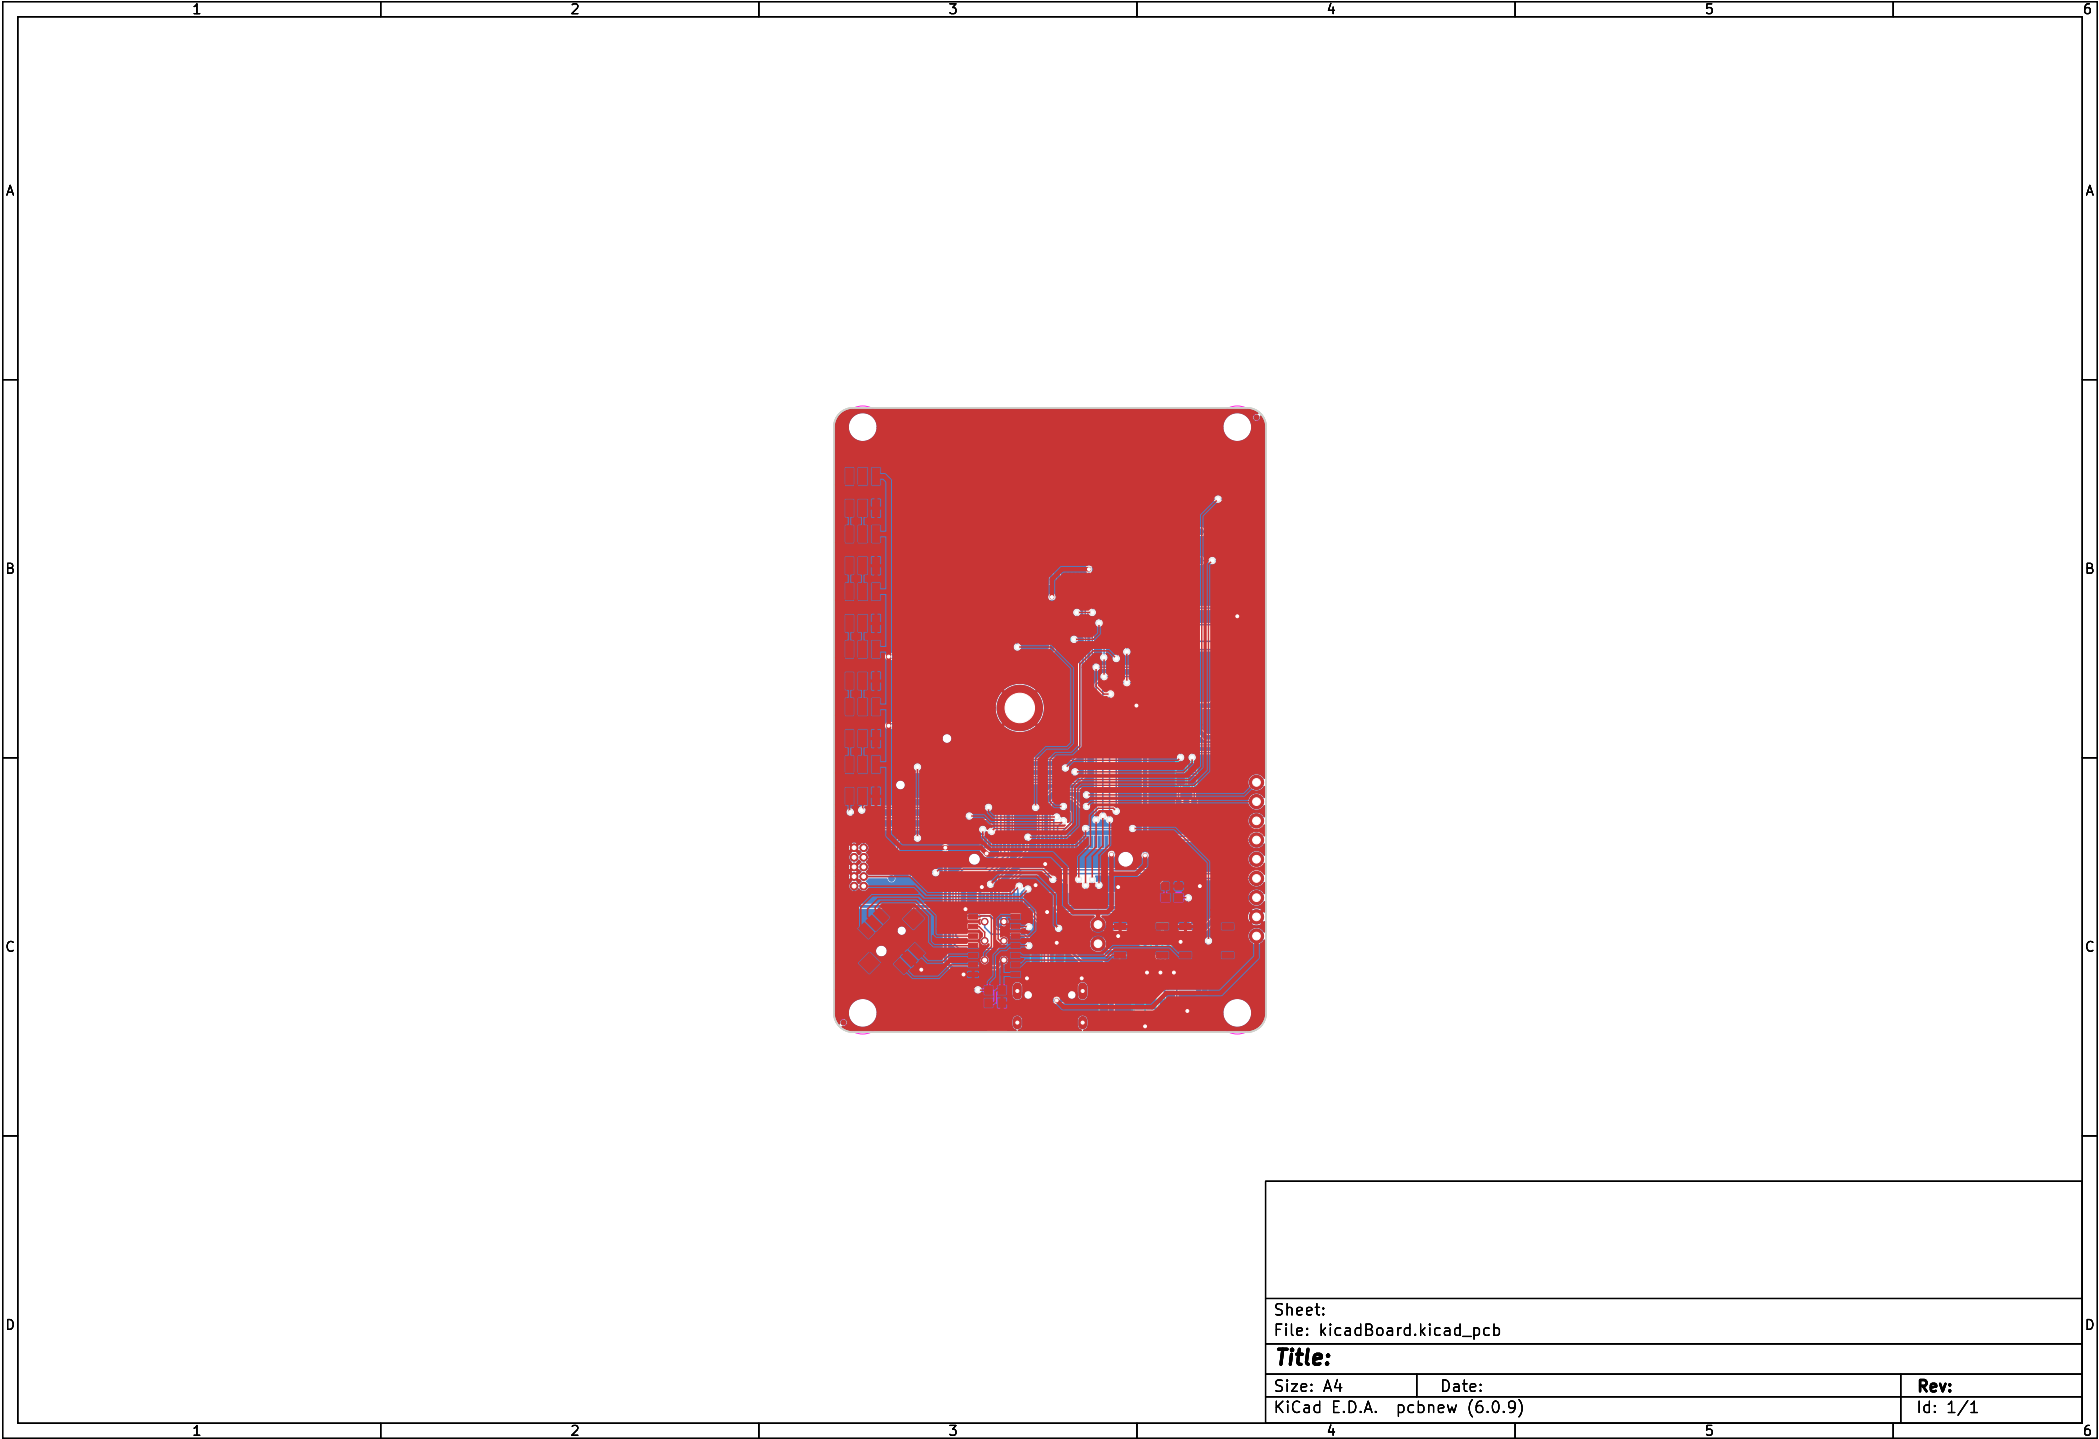 1 2 3 4 5 6
A A
B B
C C
Sheet:
File: kicadBoard.kicad_pcb
D D
Title:
Size: A4 Date: Rev:
KiCad E.D.A. pcbnew (6.0.9) Id: 1/1
1 2 3 4 5 6